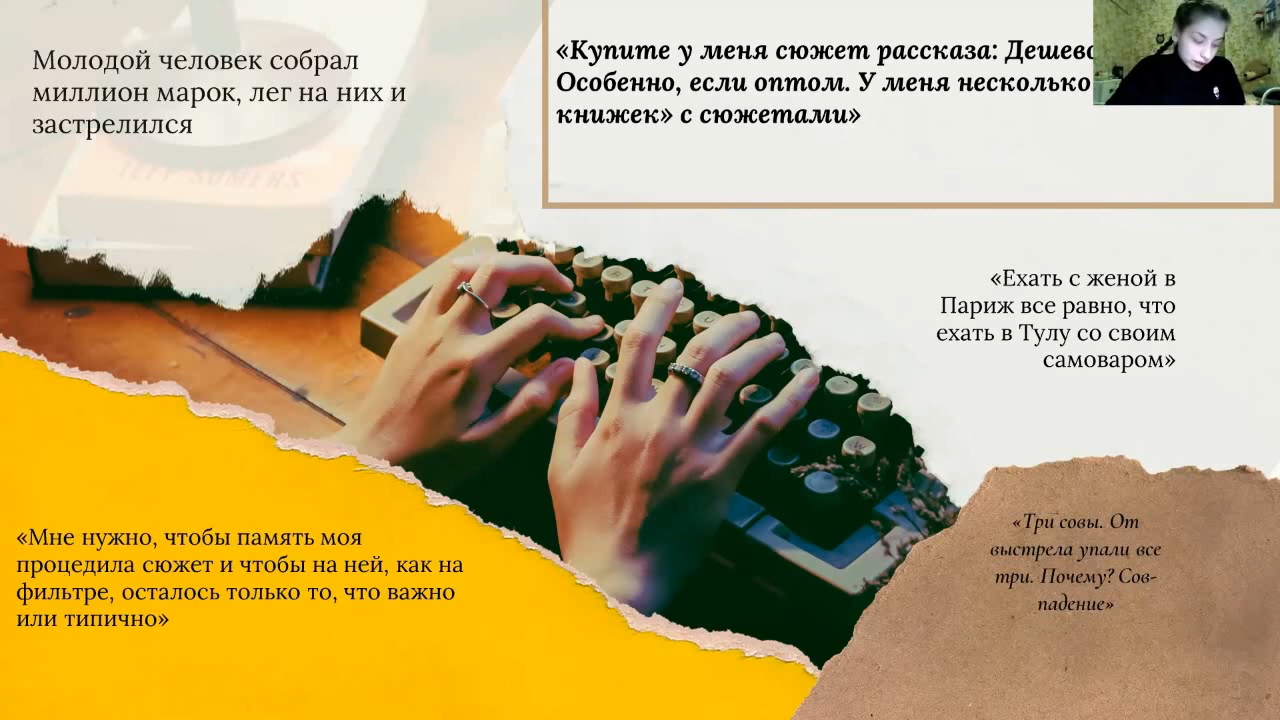 Молодой человек собрал
миллион марок, лег на них и
застрелился
JEFF SOMERS
«Купите у меня сюжет рассказа: Дешево
Особенно, если оптом. У меня несколько
книжек» с сюжетами»
«Ехать с женой в
Париж все равно, что
ехать в Тулу со своим
самоваром»
«Мне нужно, чтобы память моя
процедила сюжет и чтобы на ней, как на
фильтре, осталось только то, что важно
или типично»
«Три совы. От
выстрела упали все
три. Почему? Сов-
падение»